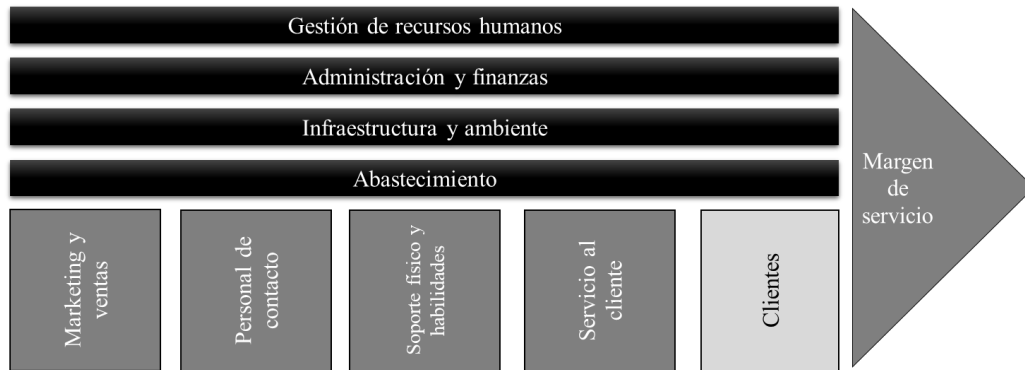 Gestión de recursos humanos
Administración y finanzas
Infraestructura y ambiente
Abastecimiento
Margen
de
servicio
Marketing y
ventas
Personal de
contacto
Soporte físico y
habilidades
Servicio al
cliente
Clientes